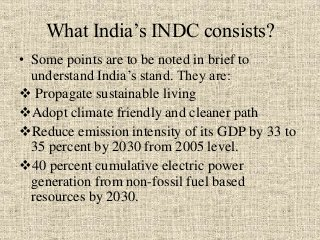 What India’s INDC consists?
• Some points are to be noted in brief to
understand India’s stand. They are:
❖ Propagate sustainable living
❖Adopt climate friendly and cleaner path
❖Reduce emission intensity of its GDP by 33 to
35 percent by 2030 from 2005 level.
❖40 percent cumulative electric power
generation from non-fossil fuel based
resources by 2030.